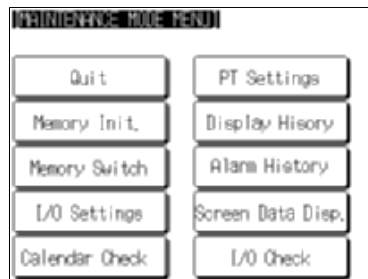 [MAINTENANCE MODE MENU]
Quit
PT Settings
Memory Init.
Display Hisory
Memory Switch
Alarm History
I/O Settings
Screen Data Disp.
Calendar Check
I/O Check